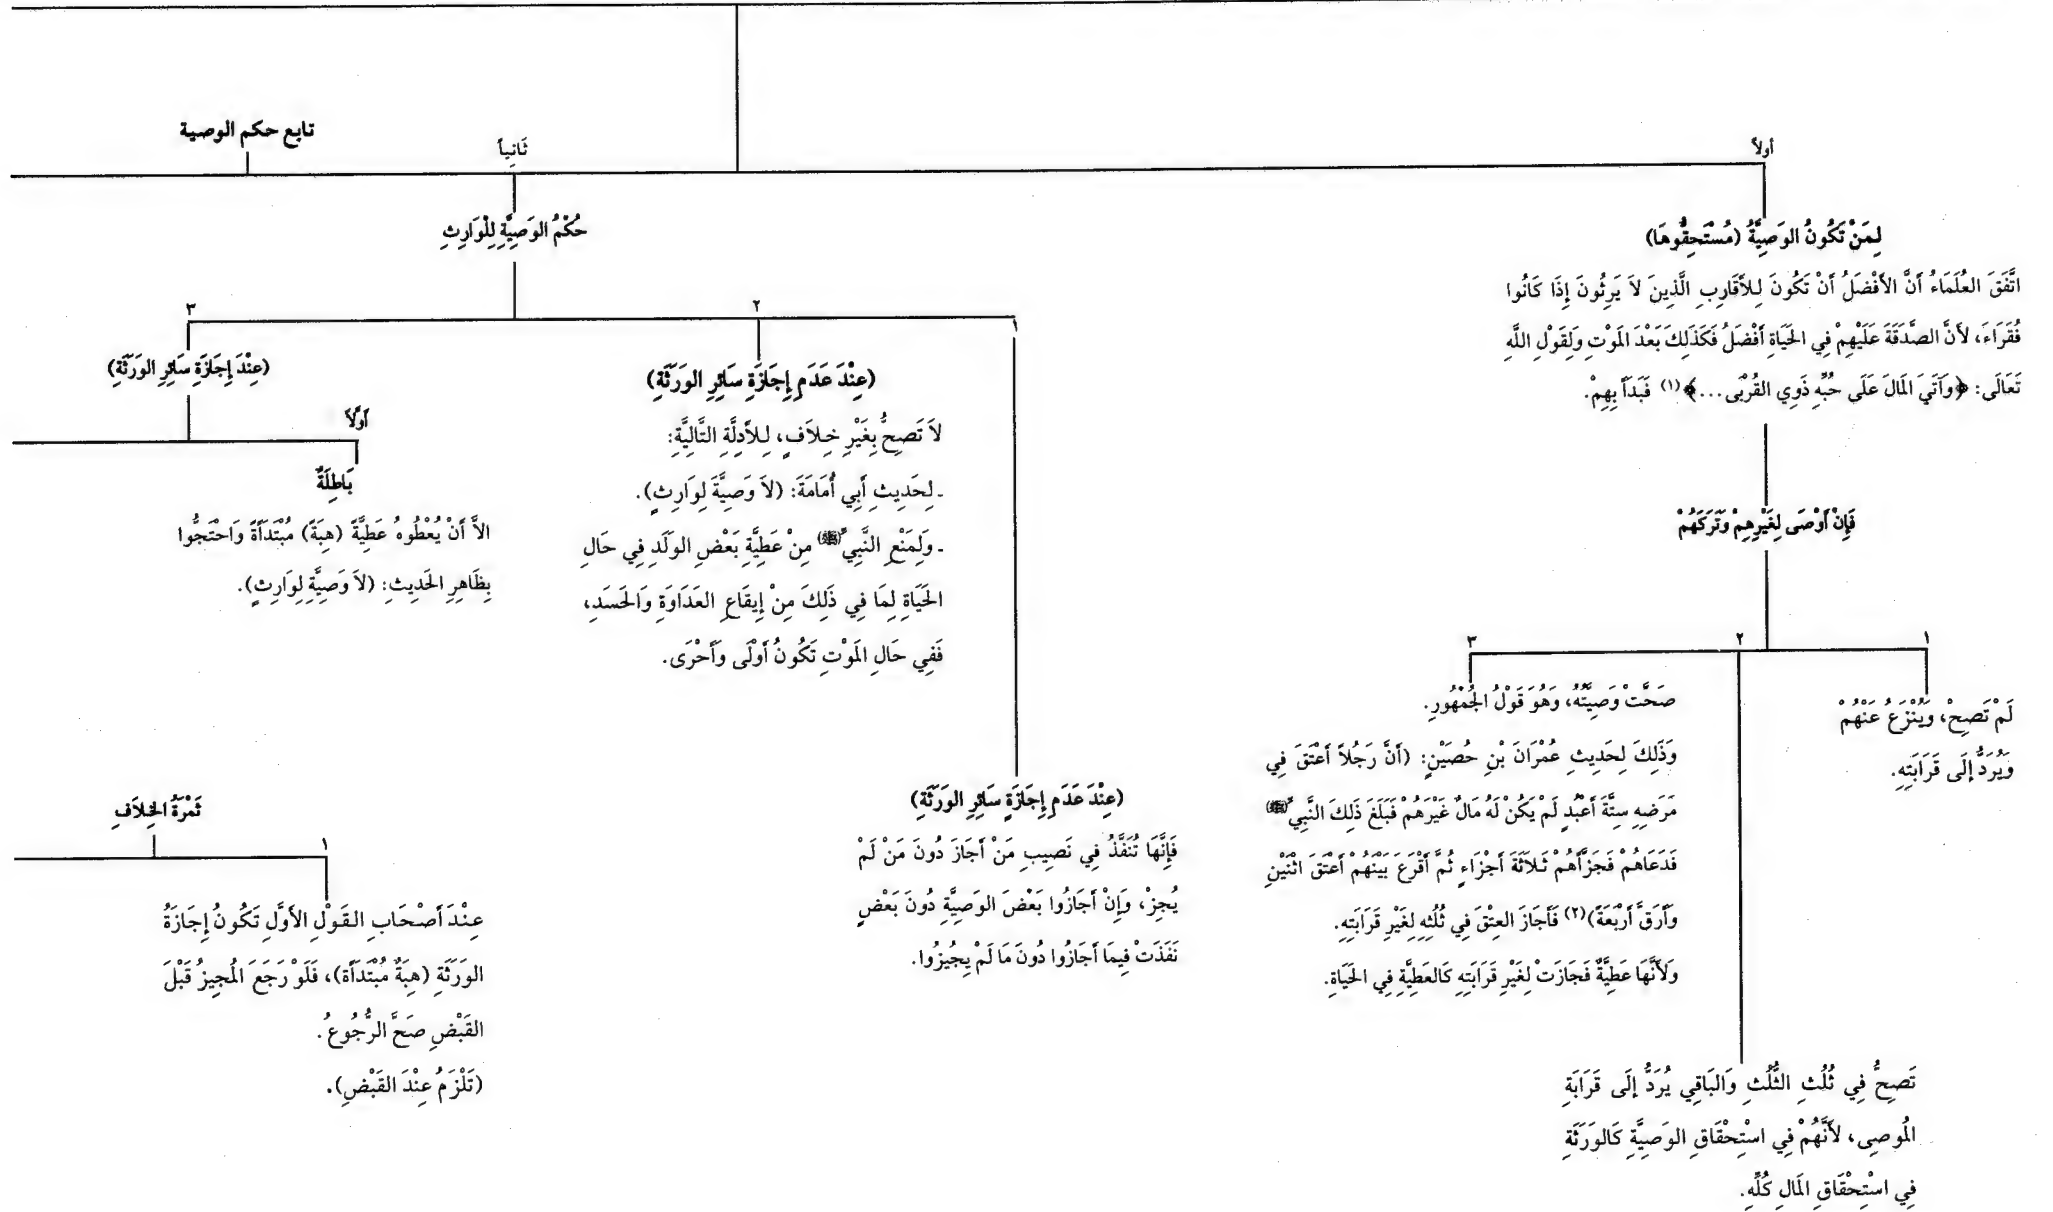 تابع حكم الوصية
أولاً
لِمَنْ تَكُونُ الوَصِيَّةُ (مُسْتَحِقُّوهَا)
اتَّفَقَ العُلَمَاء أَنَّ الأَفْضَلُ أَنْ تَكُونَ لِلأَقَارِبِ الَّذِينَ لاَ يَرِثُونَ إِذَا كَانُوا
فُقَرَاءَ، لأَنَّ الصَّدَقَةَ عَلَيْهِمْ فِي الحَيَاةِ أَفْضَلُ فَكَذَلِكَ بَعْدَ المَوْتِ وَلِقَوْلِ اللَّهِ
تَعَالَى: ﴿وَآتَى المَالَ عَلَى حُبِّهِ ذَوِي القُرْبَى...﴾(١) فَبَدَأَ بِهِمْ.
فَإِنْ أَوْصَى لِغَيْرِهِمْ وَتَرَكَهُمْ
١
لَمْ تَصِحْ، وَيُنْزَعُ عَنْهُمْ
وَيُرَدُّ إِلَى قَرَابَتِهِ.
٢
تَصِحُّ فِي ثُلُثِ الثُّلُثِ وَالبَاقِي يُرَدُّ إِلَى قَرَابَةِ
المُوصِى، لأَنَّهُمْ فِي اسْتِحْقَاقِ الوَصِيَّةِ كَالوَرَثَةِ
فِي اسْتِحْقَاقِ المَالِ كُلِّهِ.
٣
صَحَّتْ وَصِيَّتُهُ، وَهُوَ قَوْلُ الجُمْهُورِ.
وَذَلِكَ لِحَدِيثِ عُمْرَانَ بْنِ حُصَيْنٍ: (أَنَّ رَجُلاً أَعْتَقَ فِي
مَرَضِهِ سِتَّةَ أَعْبُدٍ لَمْ يَكُنْ لَهُ مَالٌ غَيْرَهُمْ فَبَلَغَ ذَلِكَ النَّبِيِّ ﷺ
فَدَعَاهُمْ فَجَزَّأَهُمْ ثَلاَثَةَ أَجْزَاءٍ ثُمَّ أَقْرَعَ بَيْنَهُمْ أَعْتَقَ اثْنَيْنِ
وَأَرَقَّ أَرْبَعَةً)(٢) فَأَجَازَ العِتْقَ فِي ثُلُثِهِ لِغَيْرِ قَرَابَتِهِ.
وَلأَنَّهَا عَطِيَّةٌ فَجَازَتْ لِغَيْرِ قَرَابَتِهِ كَالعَطِيَّةِ فِي الحَيَاةِ.
ثَانِياً
حُكْمُ الوَصِيَّةِ لِلْوَارِثِ
١
(عِنْدَ عَدَمِ إِجَازَةِ سَائِرِ الوَرَثَةِ)
فَإِنَّهَا تُنَفَّذُ فِي نَصِيبِ مَنْ أَجَازَ دُونَ مَنْ لَمْ
يُجِزْ، وَإِنْ أَجَازُوا بَعْضَ الوَصِيَّةِ دُونَ بَعْضٍ
نَفَذَتْ فِيمَا أَجَازُوا دُونَ مَا لَمْ يِجِيزُوا.
٢
(عِنْدَ عَدَمِ إِجَازَةِ سَائِرِ الوَرَثَةِ)
لاَ تَصِحُّ بِغَيْرِ خِلاَفٍ، لِلأَدِلَّةِ التَّالِيَّةِ:
ـ لِحَدِيثِ أَبِي أُمَامَةَ: (لاَ وَصِيَّةَ لِوَارِثٍ).
ـ وَلِمَنْعِ النَّبِيِّ ﷺ مِنْ عَطِيَّةِ بَعْضِ الوَلَدِ فِي حَالِ
الحَيَاةِ لِمَا فِي ذَلِكَ مِنْ إِيقَاعِ العَدَاوَةِ وَالحَسَدِ،
فَفِي حَالِ المَوْتِ تَكُونُ أَوْلَى وَأَحْرَى.
٣
(عِنْدَ إِجَازَةِ سَائِرِ الوَرَثَةِ)
أَوَّلاً
بَاطِلَةٌ
الاَّ أَنْ يُعْطُوهُ عَطِيَّةً (هِبَةً) مُبْتَدَأَةً وَاحْتَجُّوا
بِظَاهِرِ الحَدِيثِ: (لاَ وَصِيَّةِ لِوَارِثٍ).
ثَمْرَةُ الخِلاَفِ
١
عِنْدَ أَصْحَابِ القَوْلِ الأَوَّلِ تَكُونُ إِجَازَةُ
الوَرَثَةِ (هِبَةٌ مُبْتَدَأَة)، فَلَوْ رَجَعَ المُجِيزُ قَبْلَ
القَبْضِ صَحَّ الرُّجُوعُ.
(تَلْزَمُ عِنْدَ القَبْضِ).